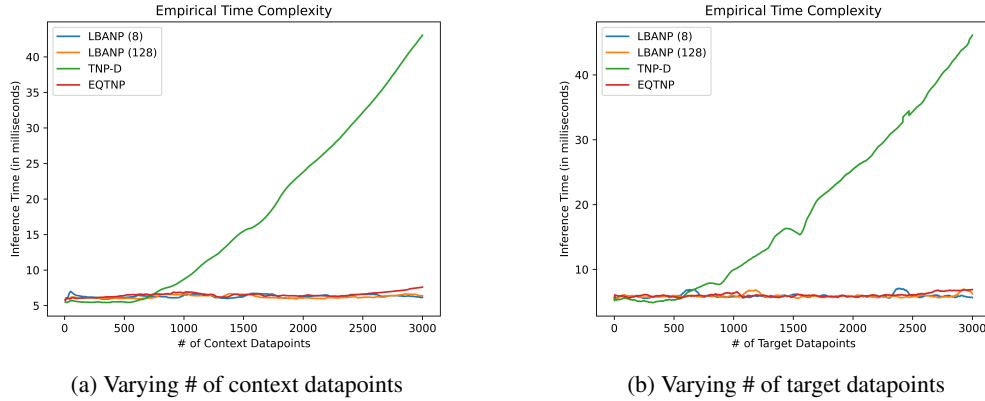 Empirical Time Complexity
LBANP (8)
LBANP (128)
TNP-D
EQTNP
Inference Time (in milliseconds)
40
35
30
25
20
15
10
5
0 500 1000 1500 2000 2500 3000
# of Context Datapoints
(a) Varying # of context datapoints
Empirical Time Complexity
LBANP (8)
LBANP (128)
TNP-D
EQTNP
Inference Time (in milliseconds)
40
30
20
10
0 500 1000 1500 2000 2500 3000
# of Target Datapoints
(b) Varying # of target datapoints